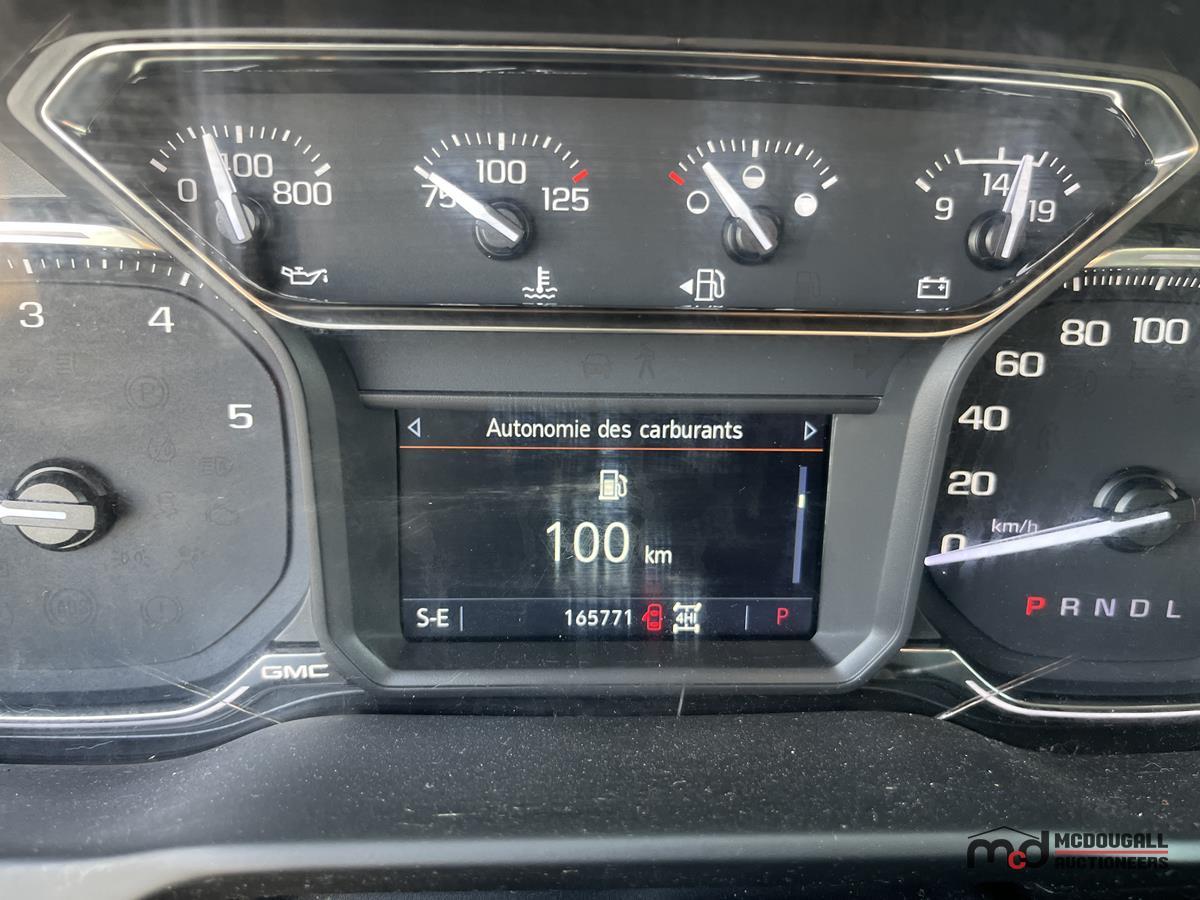 0 400 800
75 100 125
9 14 19
3 4 5
Autonomie des carburants
100 km
S-E 165771 4HI P
GMC
0 20 40 60 80 100
km/h
P R N D L
mcd MCDOUGALL
AUCTIONEERS